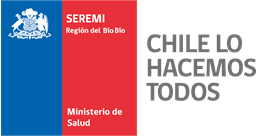 SEREMI
Región del Bío Bío
Ministerio de
Salud
CHILE LO
HACEMOS
TODOS